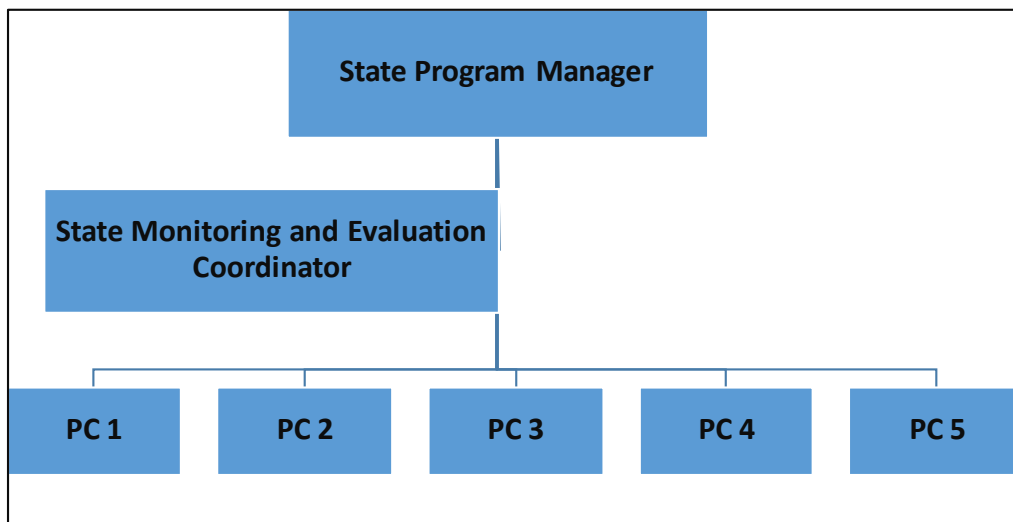 State Program Manager
State Monitoring and Evaluation
Coordinator
PC 1
PC 2
PC 3
PC 4
PC 5